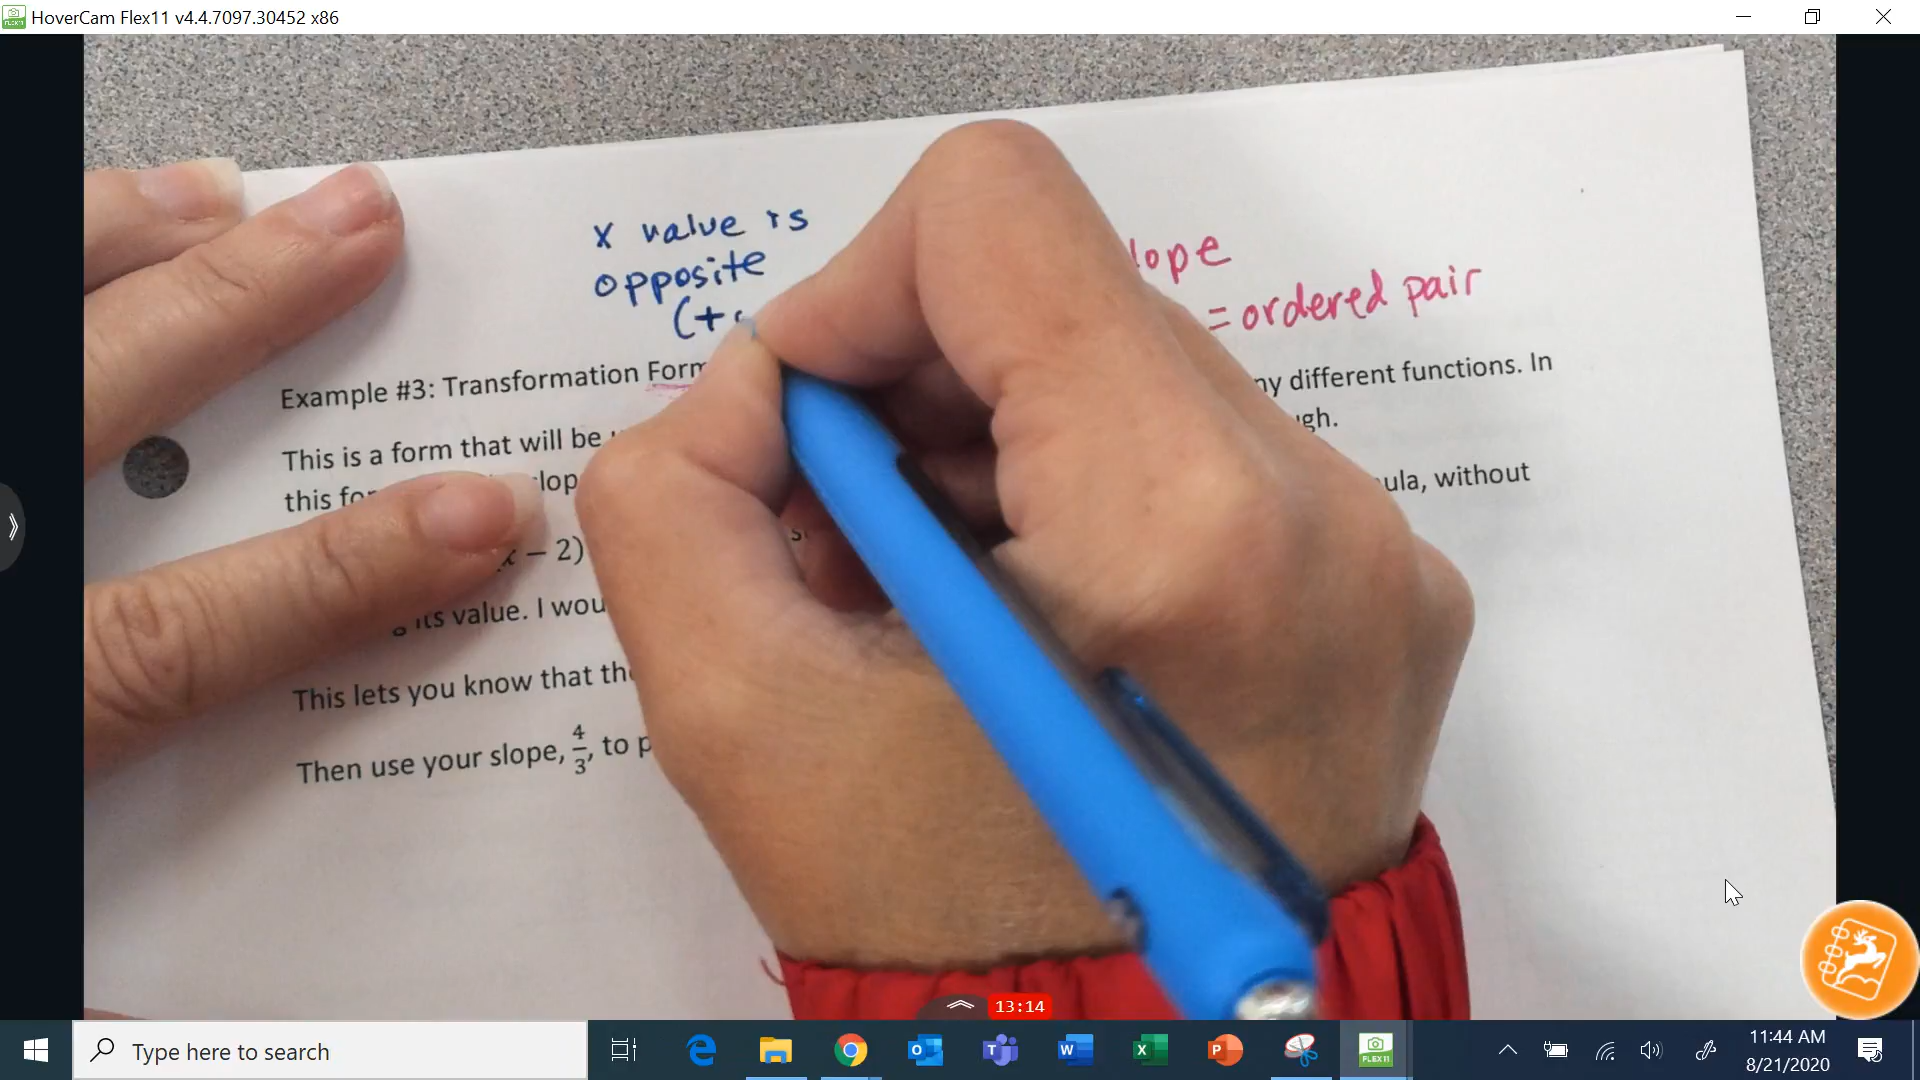 HoverCam Flex11 v4.4.7097.30452 x86
x value is
opposite
(+
lope
= ordered pair
Example #3: Transformation Form
ny different functions. In
This is a form that will be
gh.
this for
lop
ula, without
x − 2)
its value. I wou
This lets you know that the
Then use your slope, 4/3, to p
13:14
Type here to search
FLEX11
11:44 AM
8/21/2020